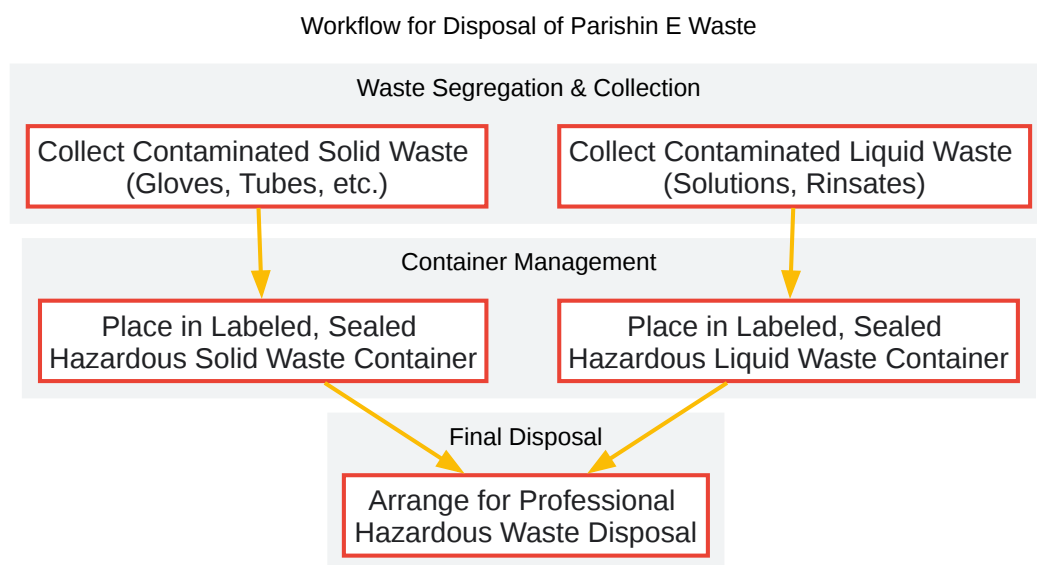 Workflow for Disposal of Parishin E Waste
Waste Segregation & Collection
Collect Contaminated Solid Waste
(Gloves, Tubes, etc.)
Collect Contaminated Liquid Waste
(Solutions, Rinsates)
Container Management
Place in Labeled, Sealed
Hazardous Solid Waste Container
Place in Labeled, Sealed
Hazardous Liquid Waste Container
Final Disposal
Arrange for Professional
Hazardous Waste Disposal